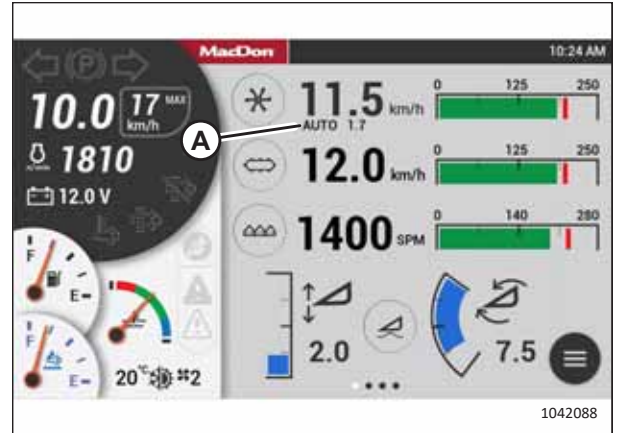 MacDon
10:24 AM
P
10.0 17 MAX
km/h
n/min 1810
12.0 V
F
E
F
E
20°C 2
A
11.5 km/h
AUTO 1.7
0 125 250
12.0 km/h
0 125 250
1400 SPM
0 140 280
2.0
7.5
1042088